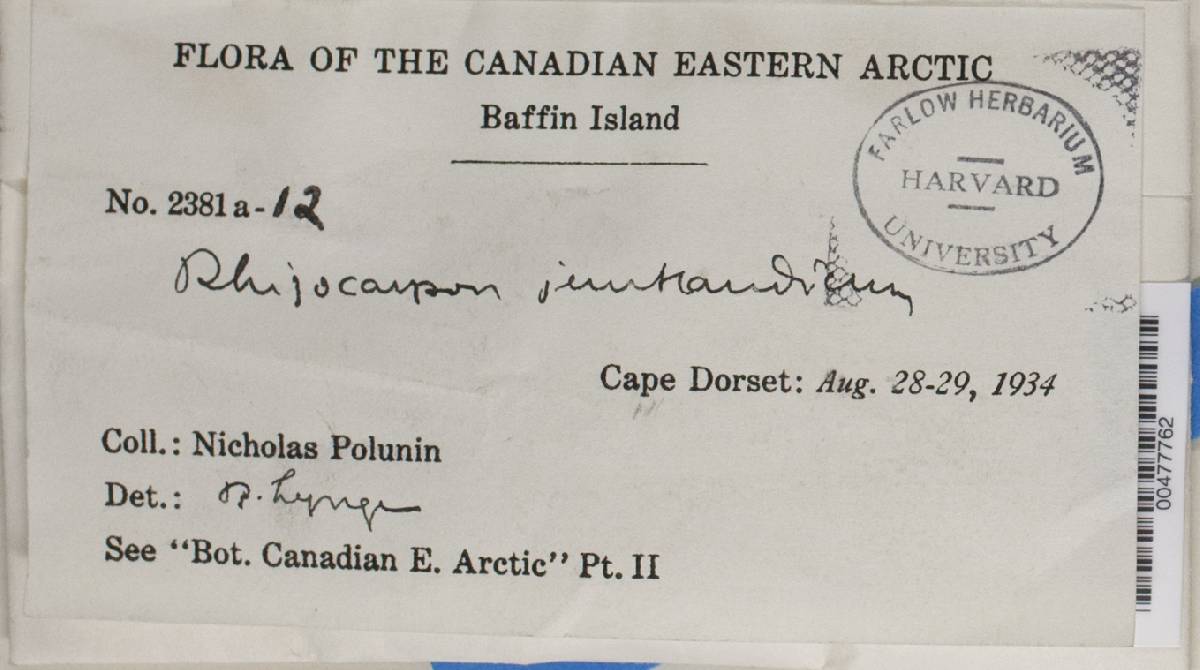 FLORA OF THE CANADIAN EASTERN ARCTIC
Baffin Island
FARLOW HERBARIUM
HARVARD
UNIVERSITY
No. 2381a-12
Rhizocarpon jemtlandicum
Cape Dorset: Aug. 28-29, 1934
Coll.: Nicholas Polunin
Det.: B. Lynge
See "Bot. Canadian E. Arctic" Pt. II
00477762